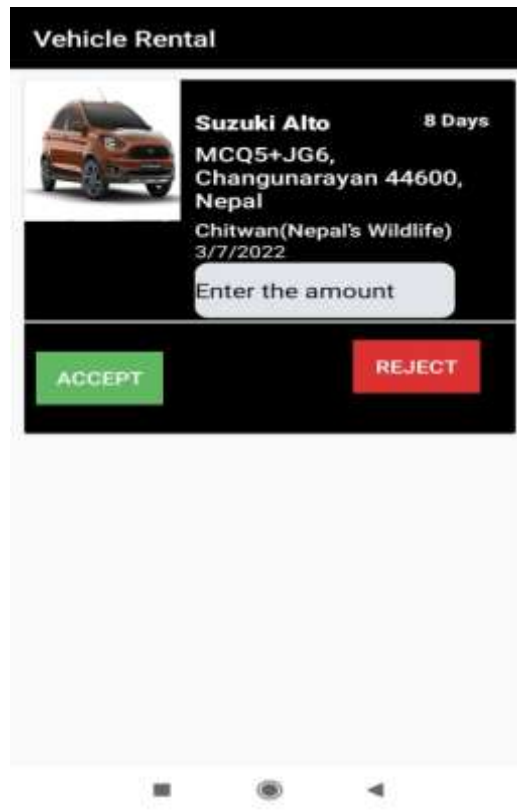 Vehicle Rental
Suzuki Alto 8 Days
MCQ5+JG6,
Changunarayan 44600,
Nepal
Chitwan(Nepal's Wildlife)
3/7/2022
Enter the amount
ACCEPT REJECT